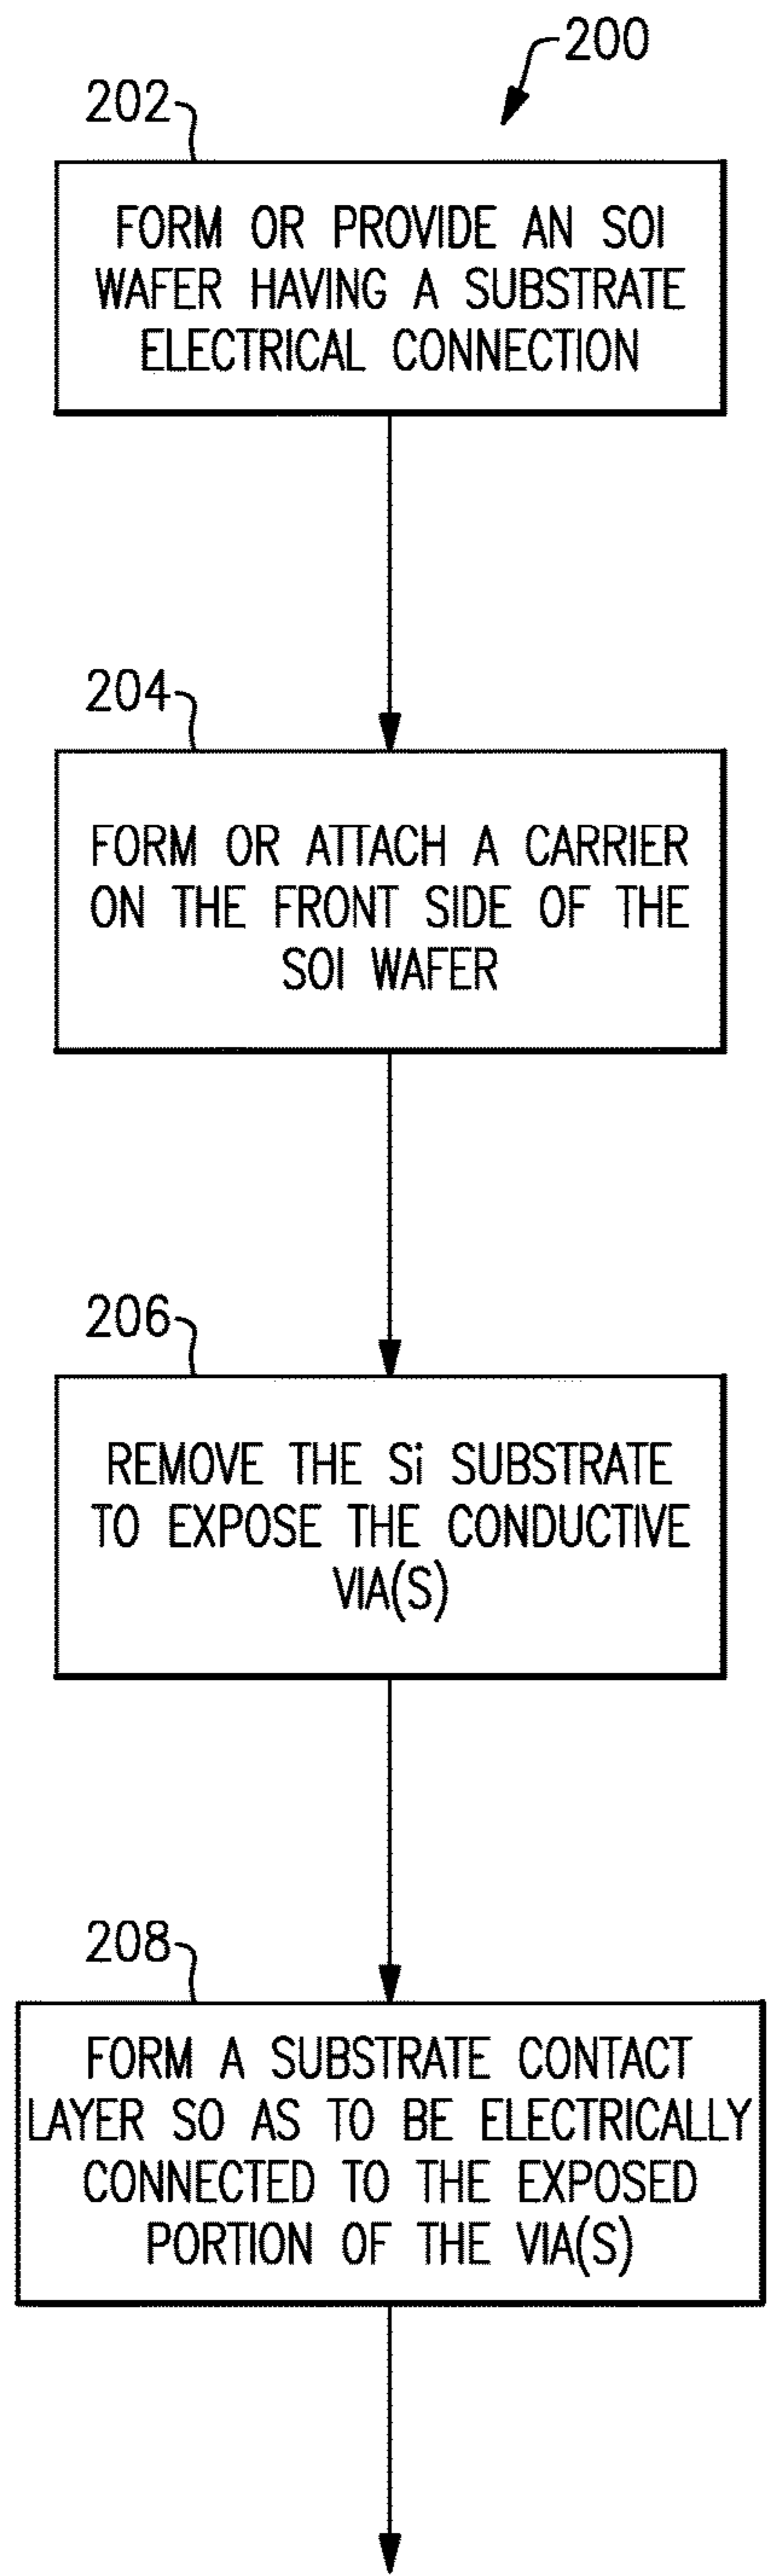 200
202
FORM OR PROVIDE AN SOI
WAFER HAVING A SUBSTRATE
ELECTRICAL CONNECTION
204
FORM OR ATTACH A CARRIER
ON THE FRONT SIDE OF THE
SOI WAFER
206
REMOVE THE Si SUBSTRATE
TO EXPOSE THE CONDUCTIVE
VIA(S)
208
FORM A SUBSTRATE CONTACT
LAYER SO AS TO BE ELECTRICALLY
CONNECTED TO THE EXPOSED
PORTION OF THE VIA(S)